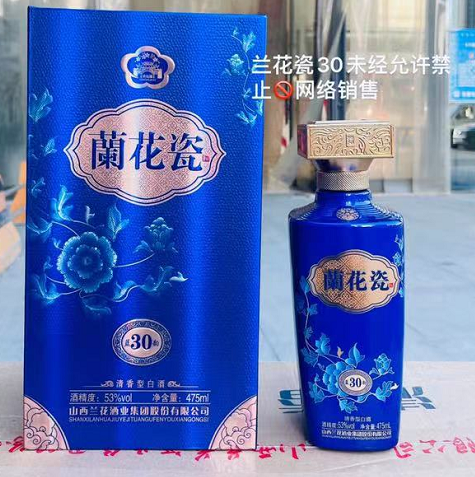 兰花瓷30未经允许禁
止🚫网络销售
蘭花瓷
30
清香型白酒
酒精度：53%vol 净含量：475ml
山西兰花酒业集团股份有限公司
SHANXILANHUAJIUYEJITUANGUFENYOUXIANGONGSI
蘭花瓷
30
清香型白酒
酒精度:53%vol 净含量:475ml